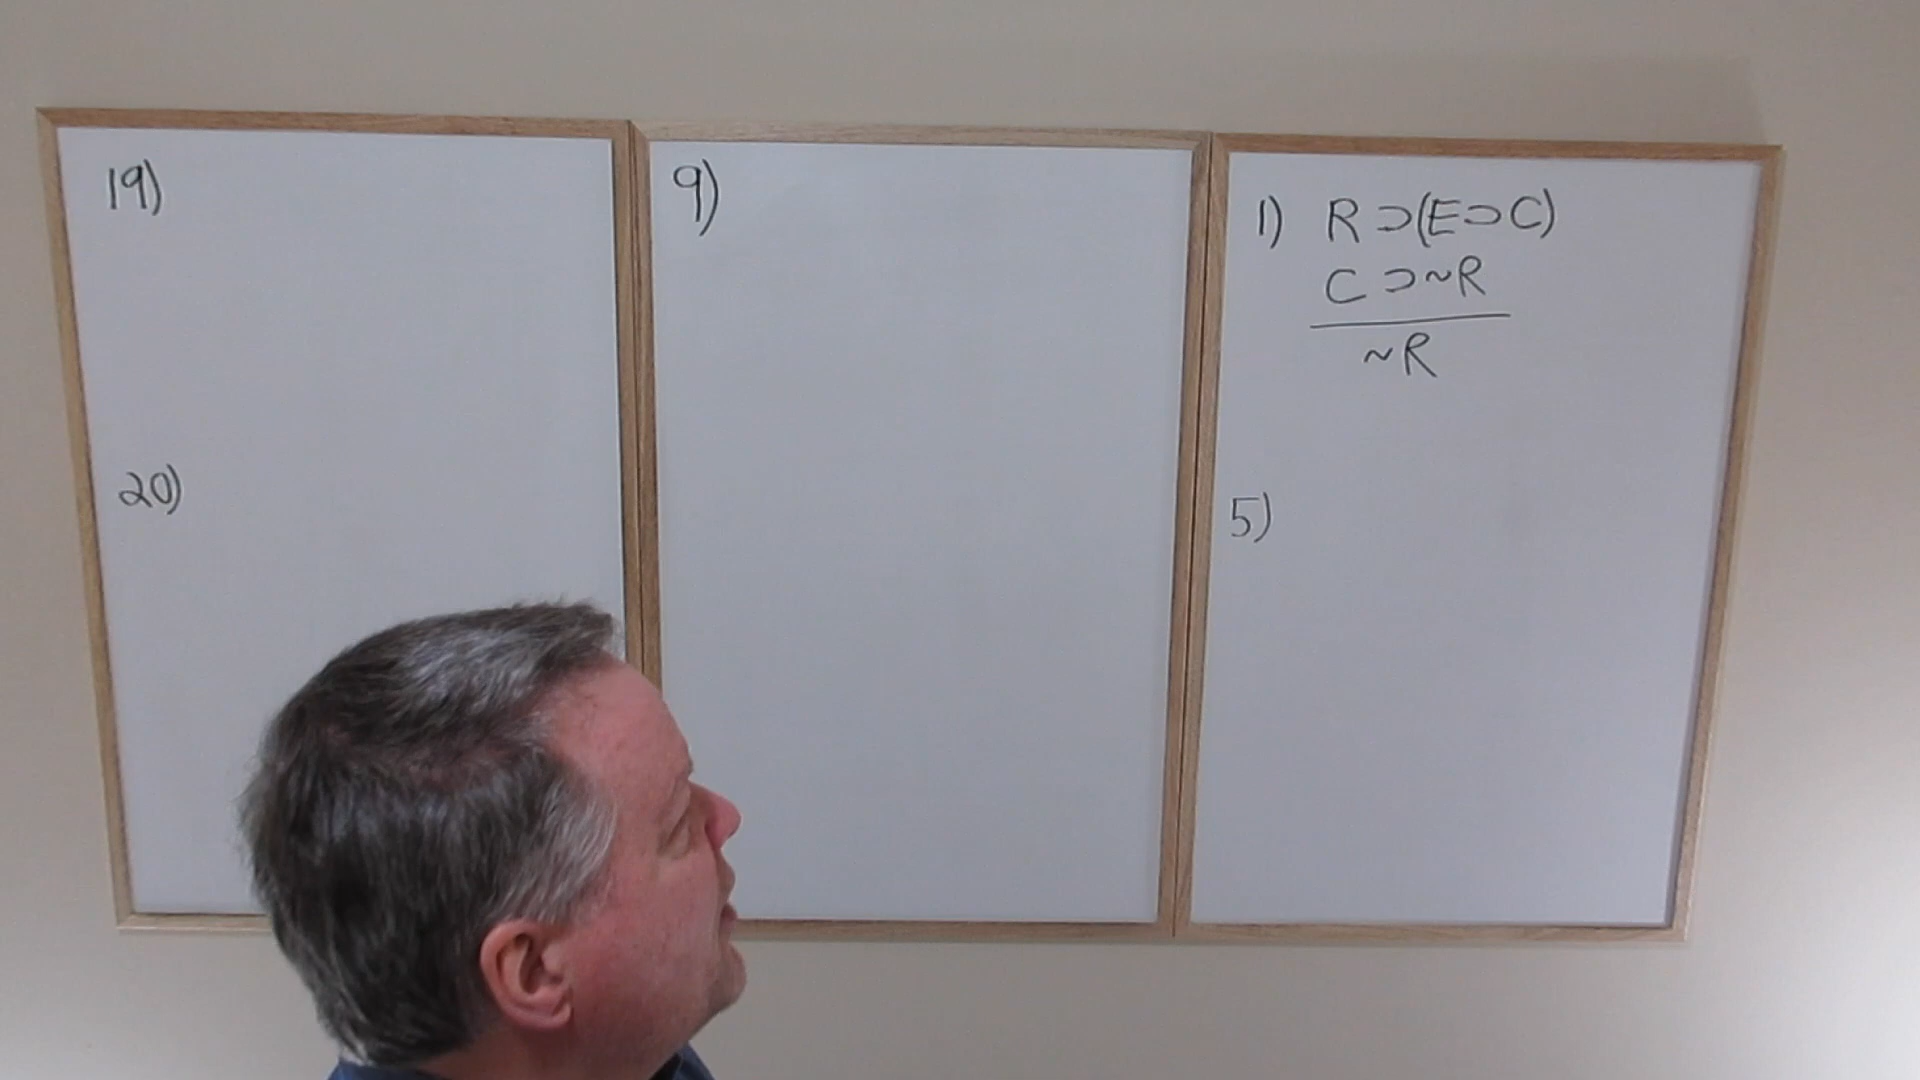 19)
20)
9)
1) R ⊃ (E ⊃ C)
C ⊃ ~R
~R
5)